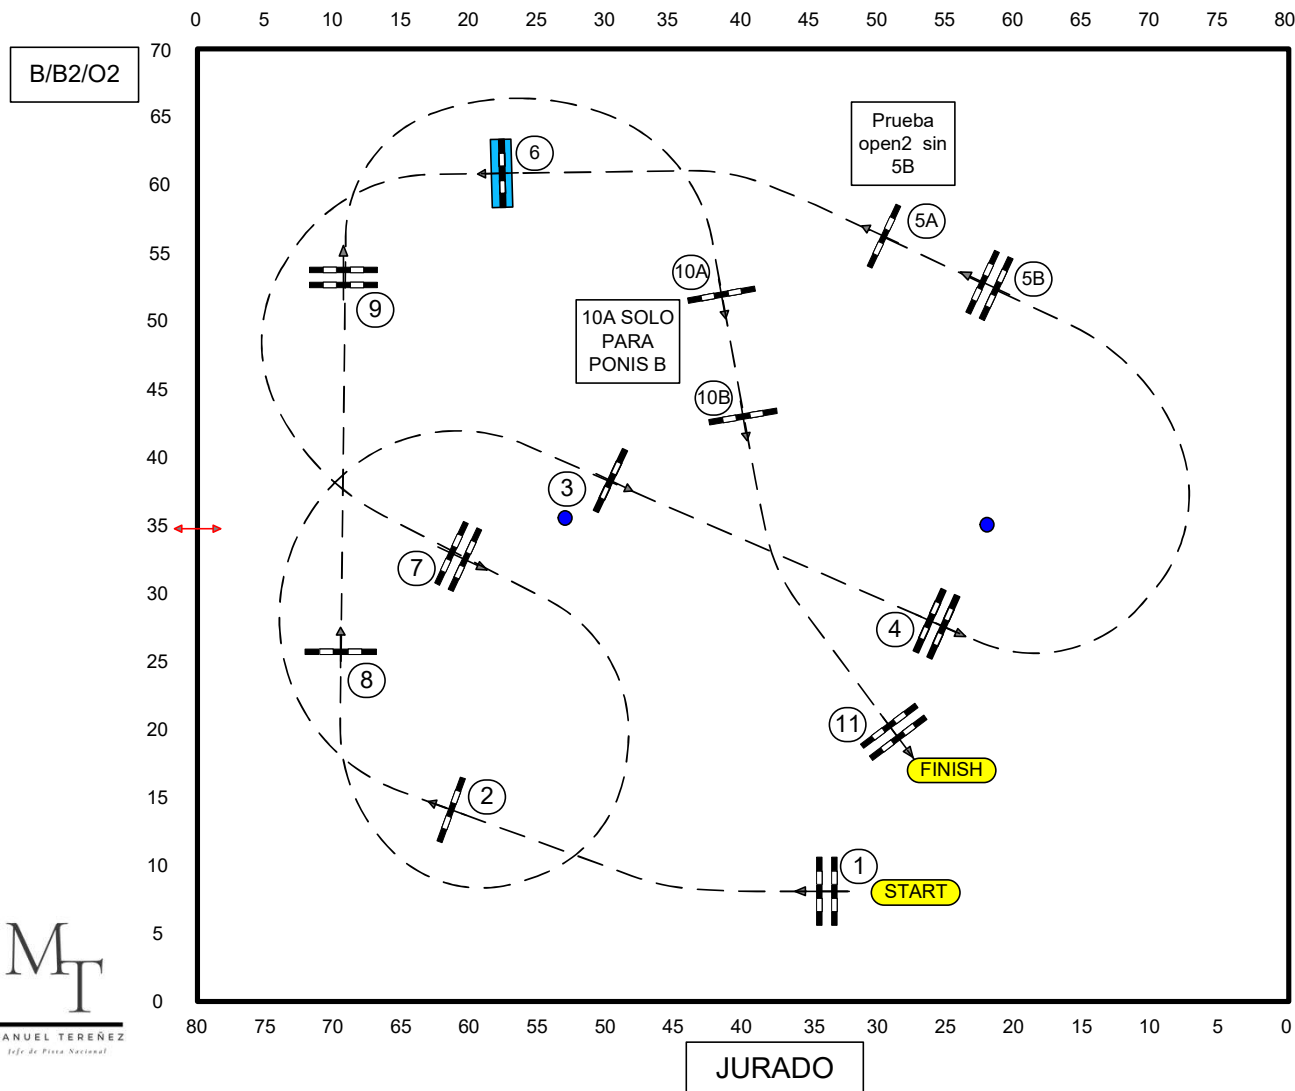 0 5 10 15 20 25 30 35 40 45 50 55 60 65 70 75 80
B/B2/O2
70
65
60
55
50
45
40
35
30
25
20
15
10
5
0
Prueba
open2 sin
5B
6
5A
5B
10A
9
10A SOLO
PARA
PONIS B
10B
3
7
4
8
11
FINISH
2
1
START
80 75 70 65 60 55 50 45 40 35 30 25 20 15 10 5 0
JURADO
MT
ANUEL TEREÑEZ
Jefe de Pista Nacional